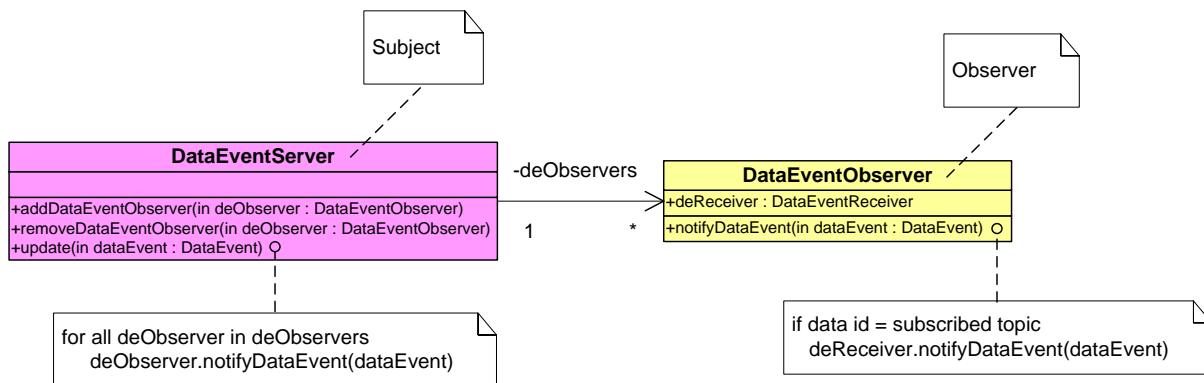 Subject
Observer
DataEventServer
+addDataEventObserver(in deObserver : DataEventObserver)
+removeDataEventObserver(in deObserver : DataEventObserver)
+update(in dataEvent : DataEvent)
-deObservers
1
*
DataEventObserver
+deReceiver : DataEventReceiver
+notifyDataEvent(in dataEvent : DataEvent)
for all deObserver in deObservers
deObserver.notifyDataEvent(dataEvent)
if data id = subscribed topic
deReceiver.notifyDataEvent(dataEvent)